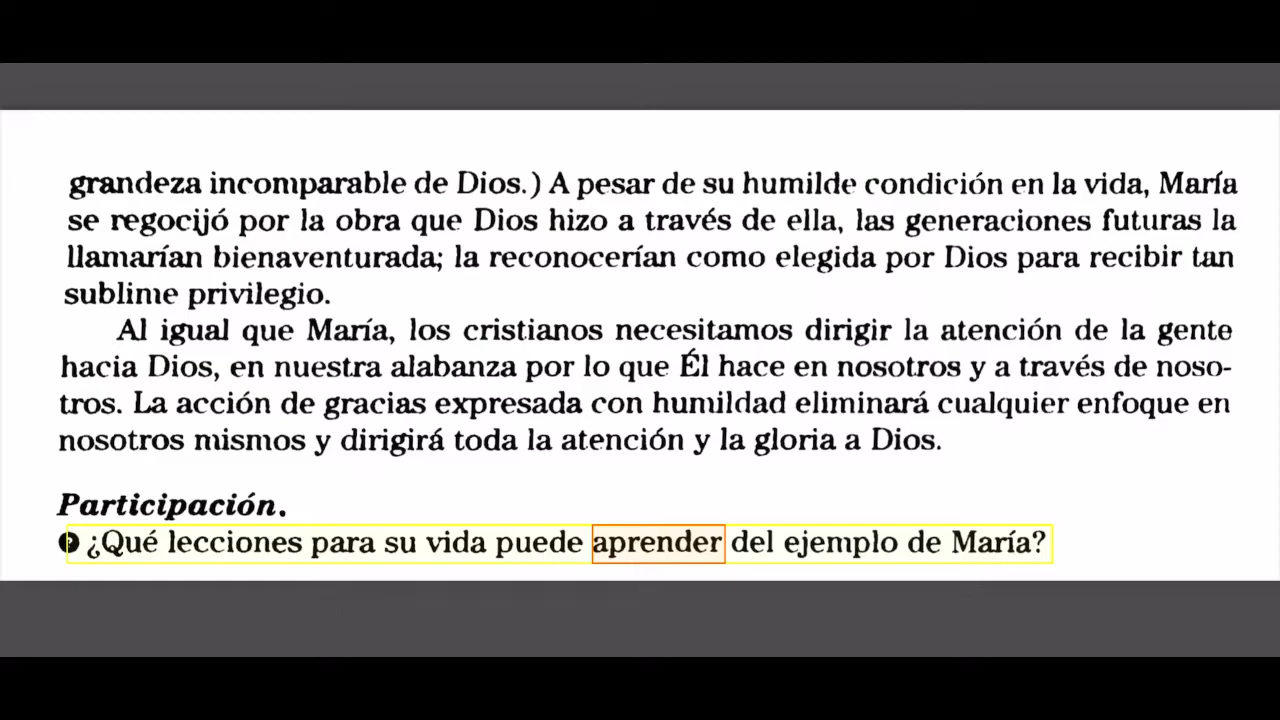 grandeza incomparable de Dios.) A pesar de su humilde condición en la vida, María
se regocijó por la obra que Dios hizo a través de ella, las generaciones futuras la
llamarían bienaventurada; la reconocerían como elegida por Dios para recibir tan
sublime privilegio.
Al igual que María, los cristianos necesitamos dirigir la atención de la gente
hacia Dios, en nuestra alabanza por lo que Él hace en nosotros y a través de noso-
tros. La acción de gracias expresada con humildad eliminará cualquier enfoque en
nosotros mismos y dirigirá toda la atención y la gloria a Dios.
Participación.
¿Qué lecciones para su vida puede aprender del ejemplo de María?